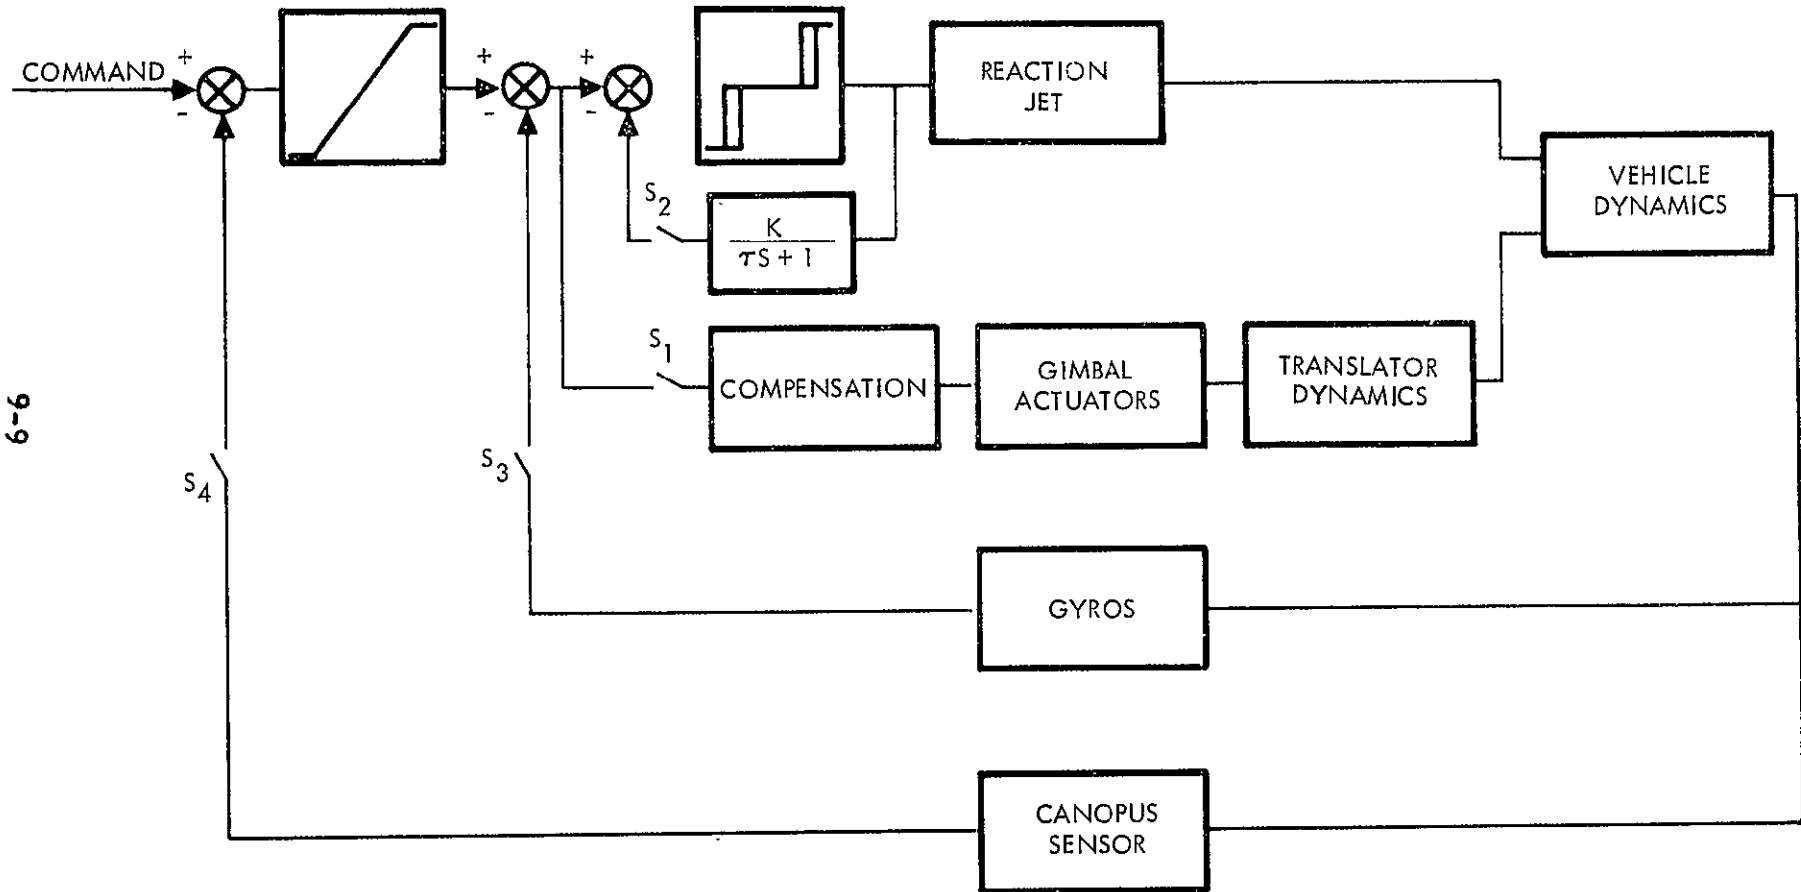 COMMAND
+
-
+
-
+
-
REACTION
JET
VEHICLE
DYNAMICS
S2
K
τS + 1
S1
COMPENSATION
GIMBAL
ACTUATORS
TRANSLATOR
DYNAMICS
6-6
S4
S3
GYROS
CANOPUS
SENSOR